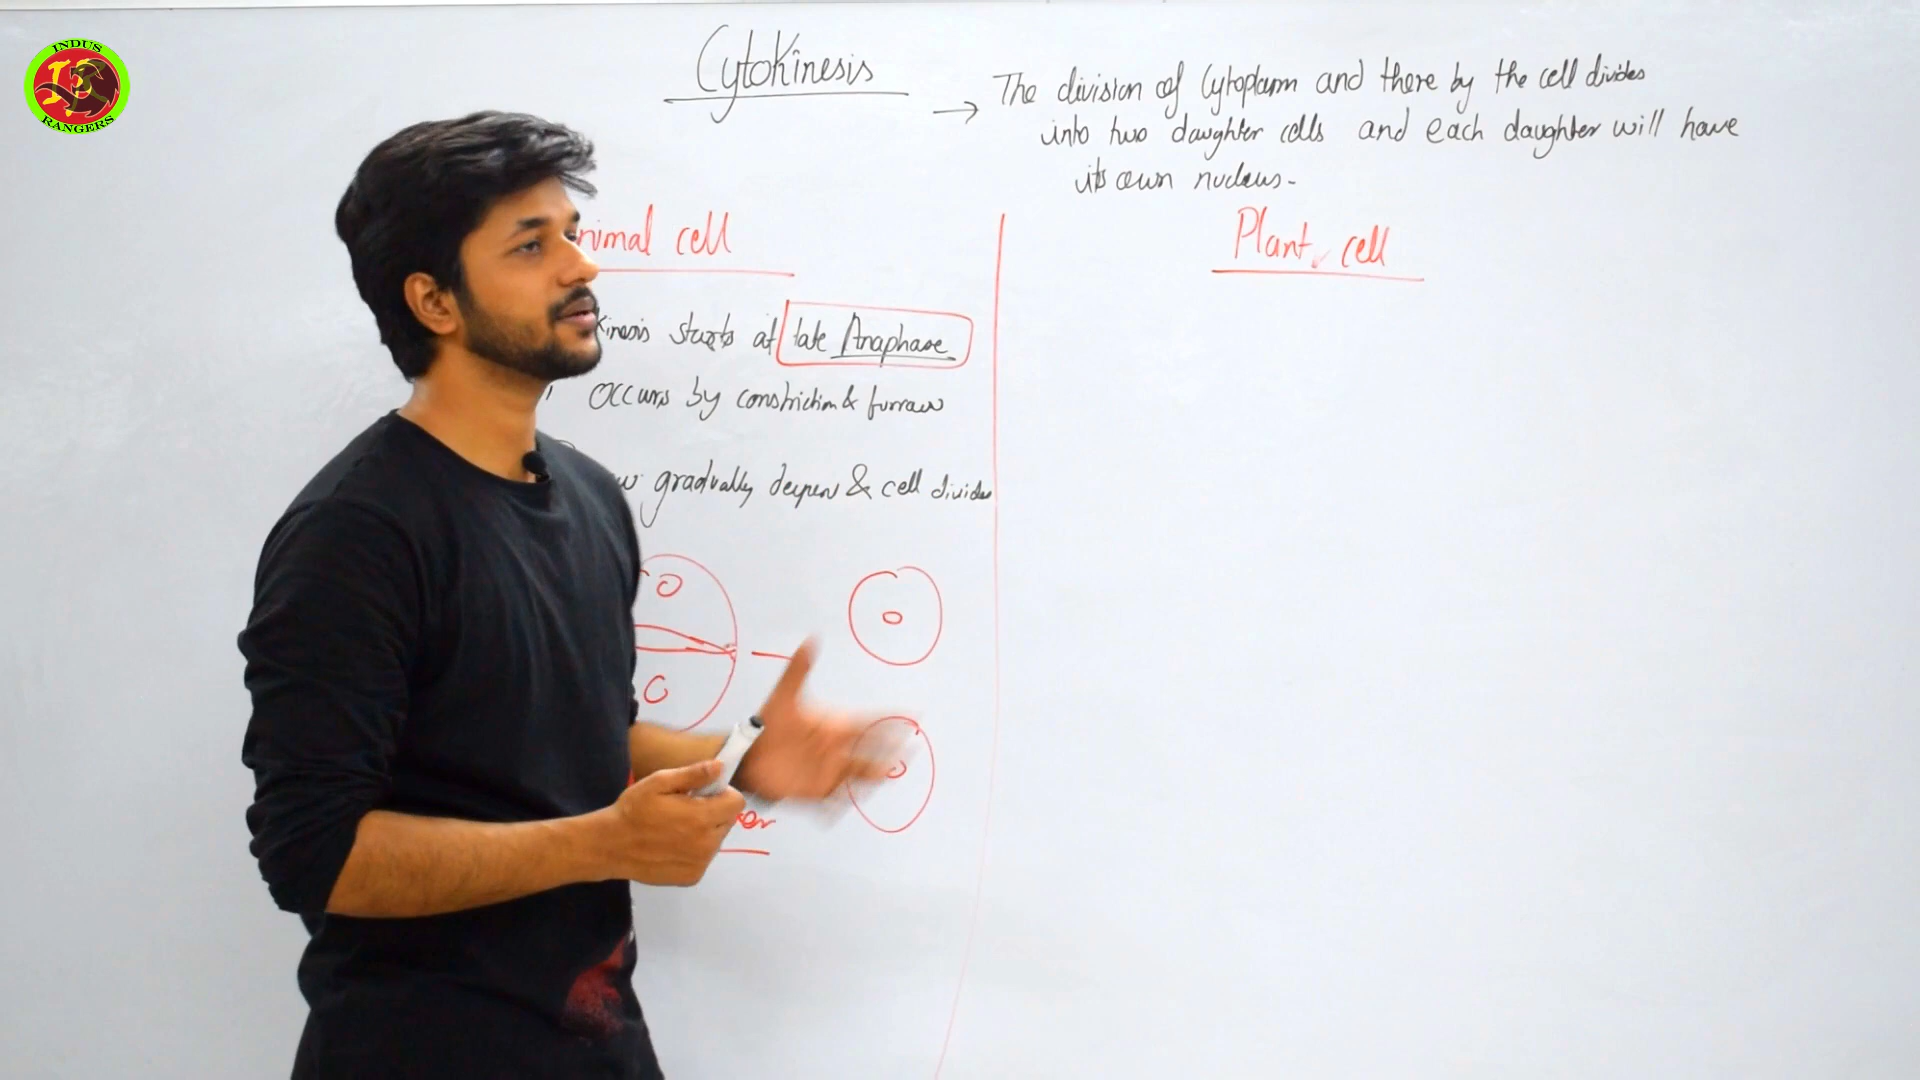 INDUS
RANGERS
Cytokinesis
→ The division of Cytoplasm and there by the cell divides
into two daughter cells and each daughter will have
its own nucleus.
nimal cell
Plant cell
kinesis starts at late Anaphase
Occurs by constriction & furrow
w gradually deepen & cell divides